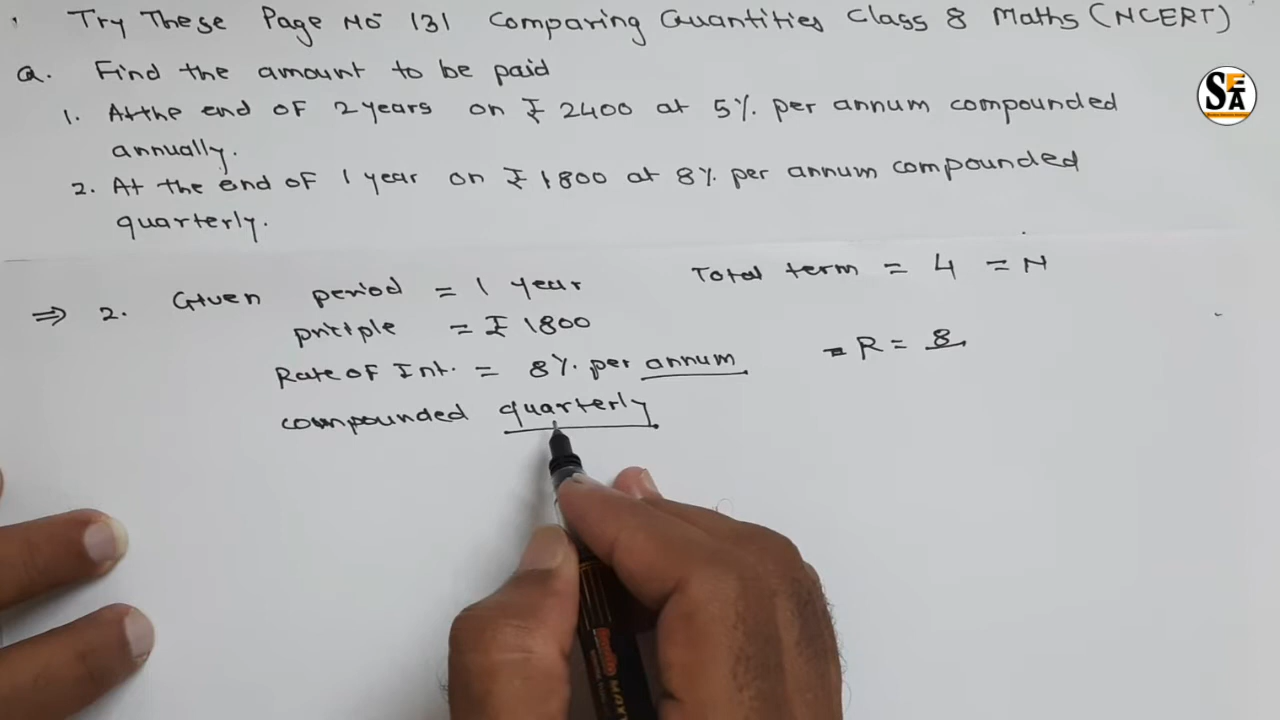 Try These Page No 131 Comparing Quantities Class 8 Maths (NCERT)
Q. Find the amount to be paid
1. At the end of 2 years on ₹ 2400 at 5% per annum compounded
annually.
2. At the end of 1 year on ₹ 1800 at 8% per annum compounded
quarterly.
⇒ 2. Given period = 1 year
Total term = 4 = N
priciple = ₹ 1800
Rate of Int. = 8% per annum
= R = 8
compounded quarterly